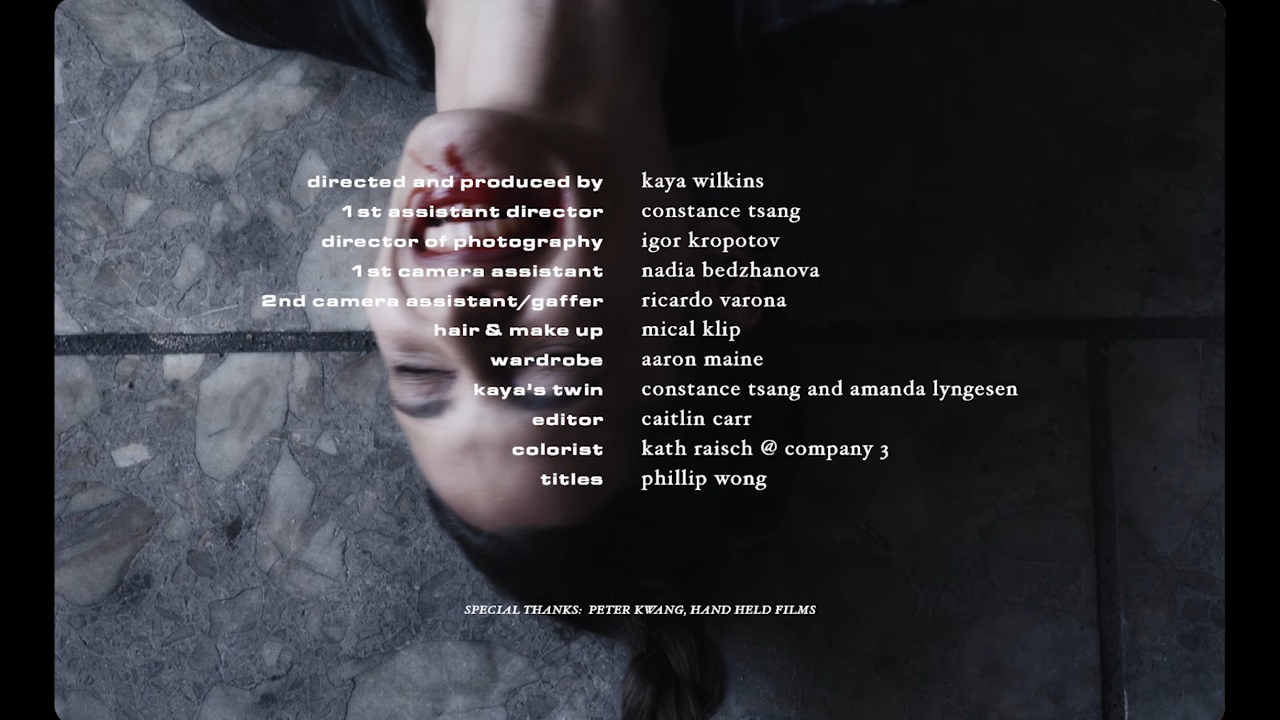 directed and produced by kaya wilkins
1st assistant director constance tsang
director of photography igor kropotov
1st camera assistant nadia bedzhanova
2nd camera assistant/gaffer ricardo varona
hair & make up mical klip
wardrobe aaron maine
kaya's twin constance tsang and amanda lyngesen
editor caitlin carr
colorist kath raisch @ company 3
titles phillip wong
SPECIAL THANKS: PETER KWANG, HAND HELD FILMS